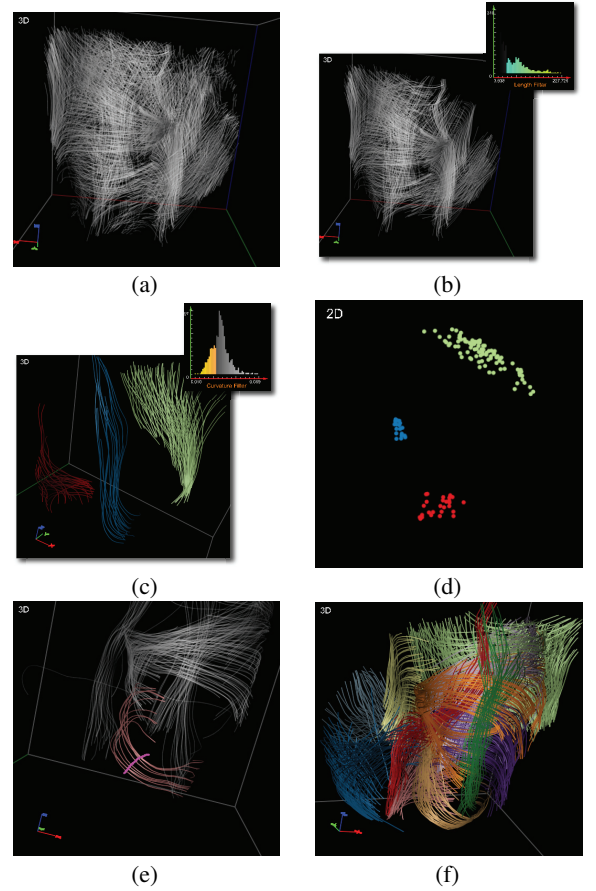 3D
3D
Length Filter
(a)
(b)
3D
Curvature Filter
2D
(c)
(d)
3D
3D
(e)
(f)